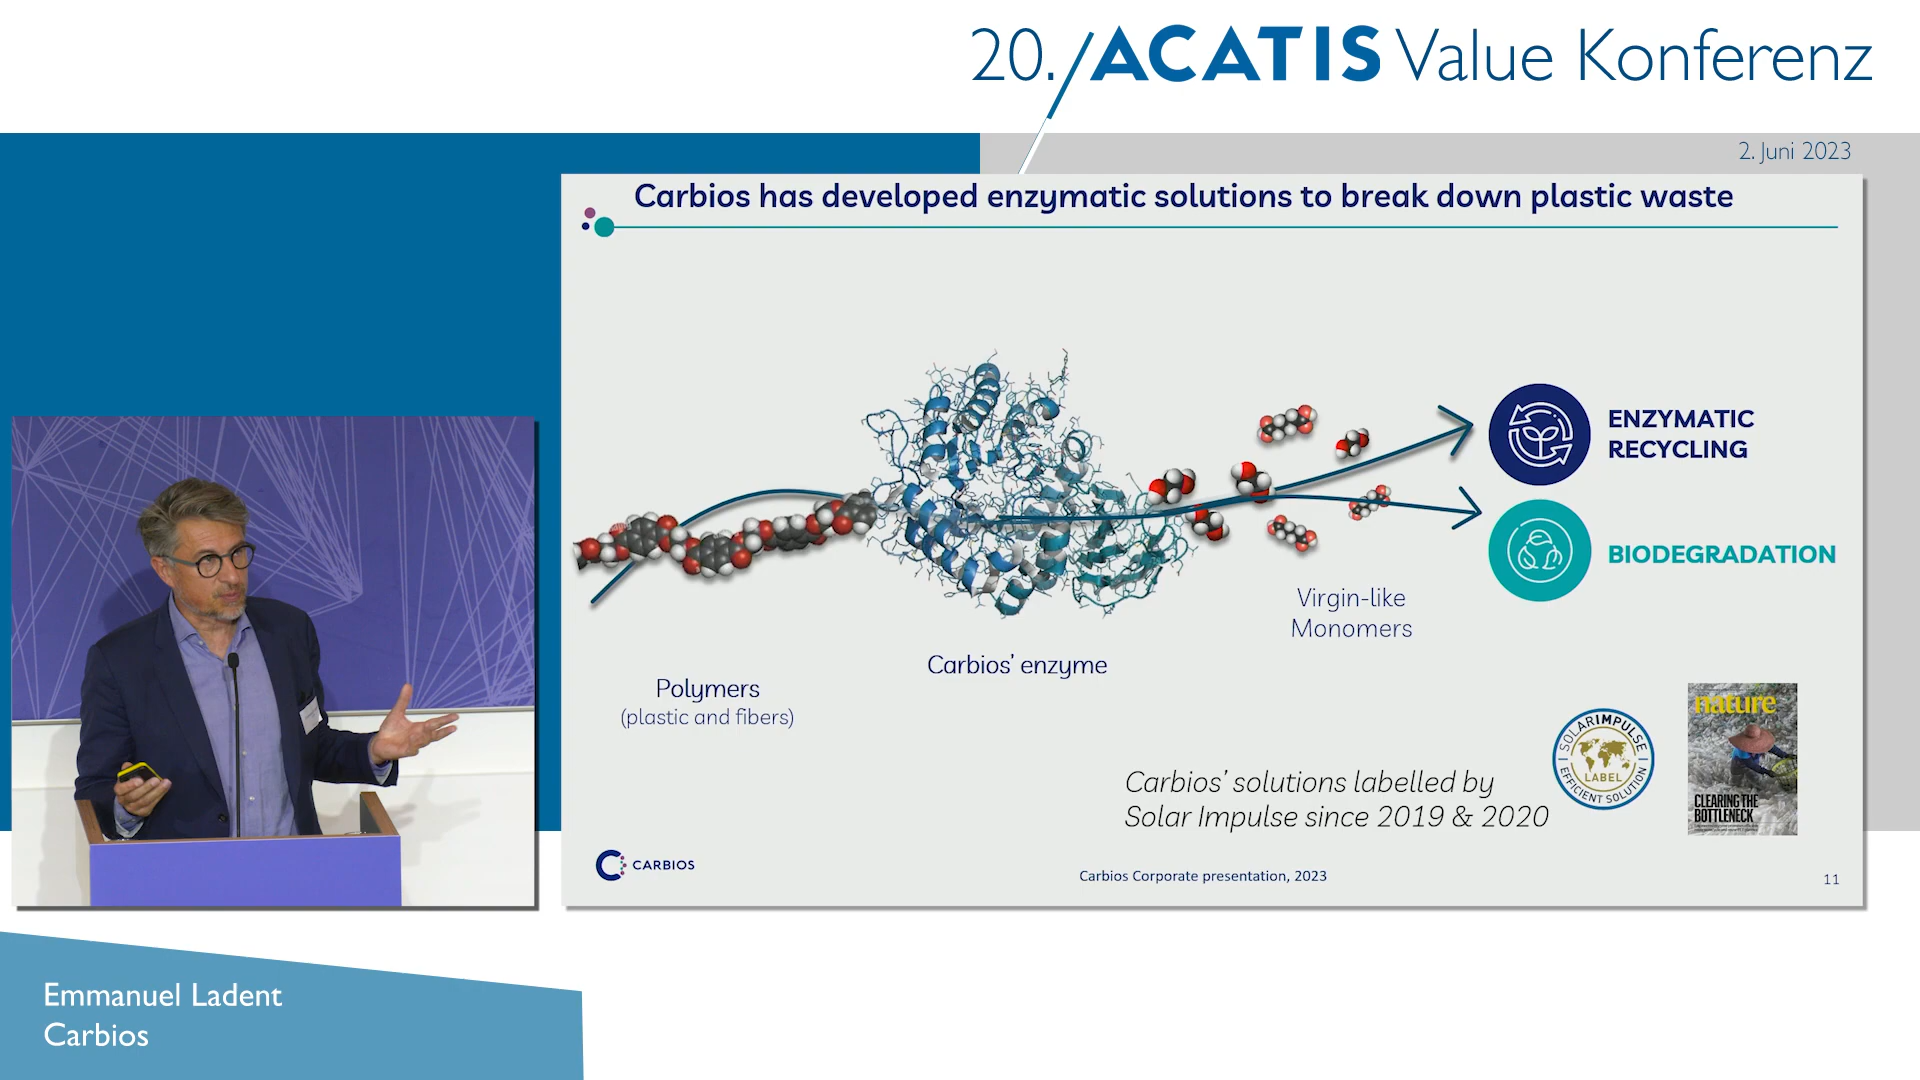 20. ACATIS Value Konferenz
2. Juni 2023
Carbios has developed enzymatic solutions to break down plastic waste
ENZYMATIC
RECYCLING
BIODEGRADATION
Virgin-like
Monomers
Carbios’ enzyme
Polymers
(plastic and fibers)
Carbios’ solutions labelled by
Solar Impulse since 2019 & 2020
SOLARIMPULSE
LABEL
EFFICIENT SOLUTION
nature
CLEARING THE
BOTTLENECK
CARBIOS
Carbios Corporate presentation, 2023
11
Emmanuel Ladent
Carbios